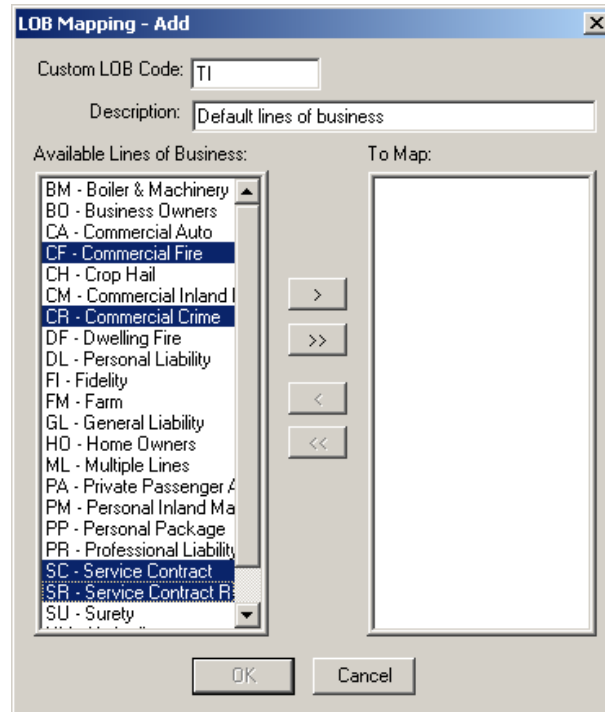 LOB Mapping - Add
Custom LOB Code: TI
Description: Default lines of business
Available Lines of Business: To Map:
BM - Boiler & Machinery
BO - Business Owners
CA - Commercial Auto
CF - Commercial Fire
CH - Crop Hail
CM - Commercial Inland
CR - Commercial Crime
>
DF - Dwelling Fire
>>
DL - Personal Liability
FI - Fidelity
FM - Farm
<
GL - General Liability
HO - Home Owners
<<
ML - Multiple Lines
PA - Private Passenger
PM - Personal Inland Ma
PP - Personal Package
PR - Professional Liability
SC - Service Contract
SR - Service Contract R
SU - Surety
OK Cancel